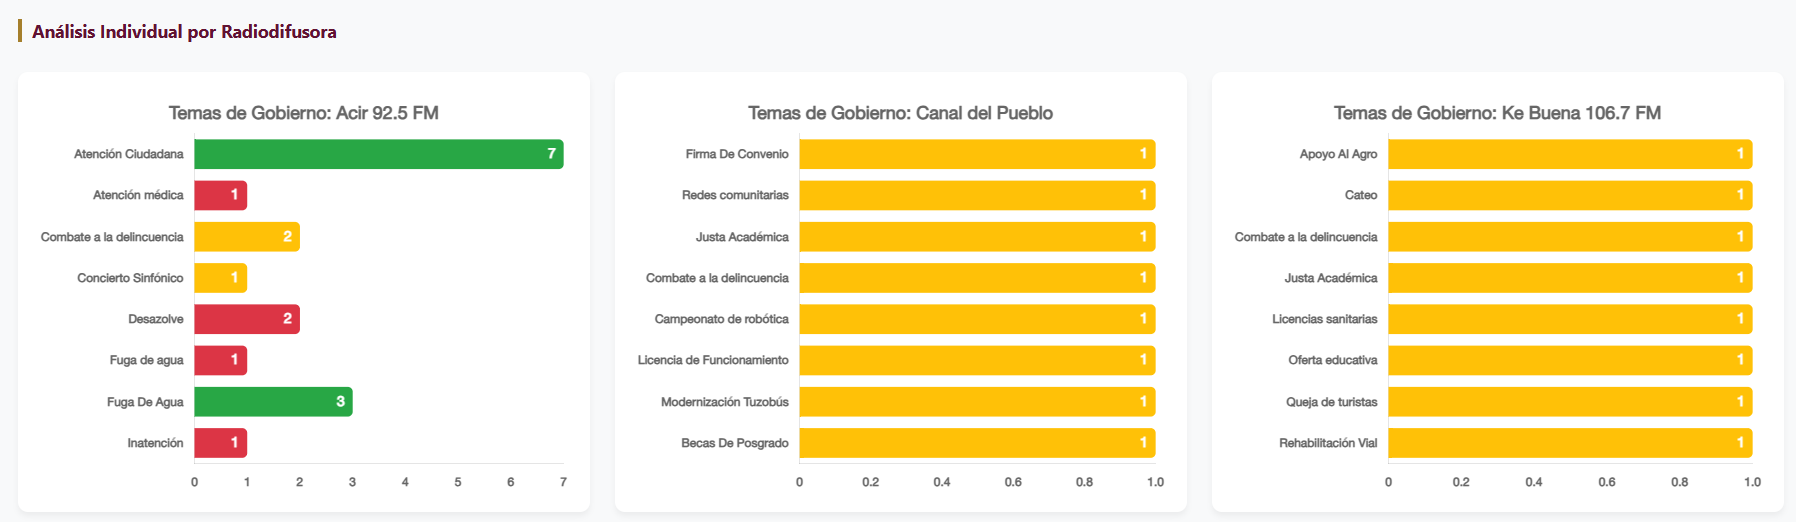 Análisis Individual por Radiodifusora
Temas de Gobierno: Acir 92.5 FM
Atención Ciudadana 7
Atención médica 1
Combate a la delincuencia 2
Concierto Sinfónico 1
Desazolve 2
Fuga de agua 1
Fuga De Agua 3
Inatención 1
0 1 2 3 4 5 6 7
Temas de Gobierno: Canal del Pueblo
Firma De Convenio 1
Redes comunitarias 1
Justa Académica 1
Combate a la delincuencia 1
Campeonato de robótica 1
Licencia de Funcionamiento 1
Modernización Tuzobús 1
Becas De Posgrado 1
0 0.2 0.4 0.6 0.8 1.0
Temas de Gobierno: Ke Buena 106.7 FM
Apoyo Al Agro 1
Cateo 1
Combate a la delincuencia 1
Justa Académica 1
Licencias sanitarias 1
Oferta educativa 1
Queja de turistas 1
Rehabilitación Vial 1
0 0.2 0.4 0.6 0.8 1.0